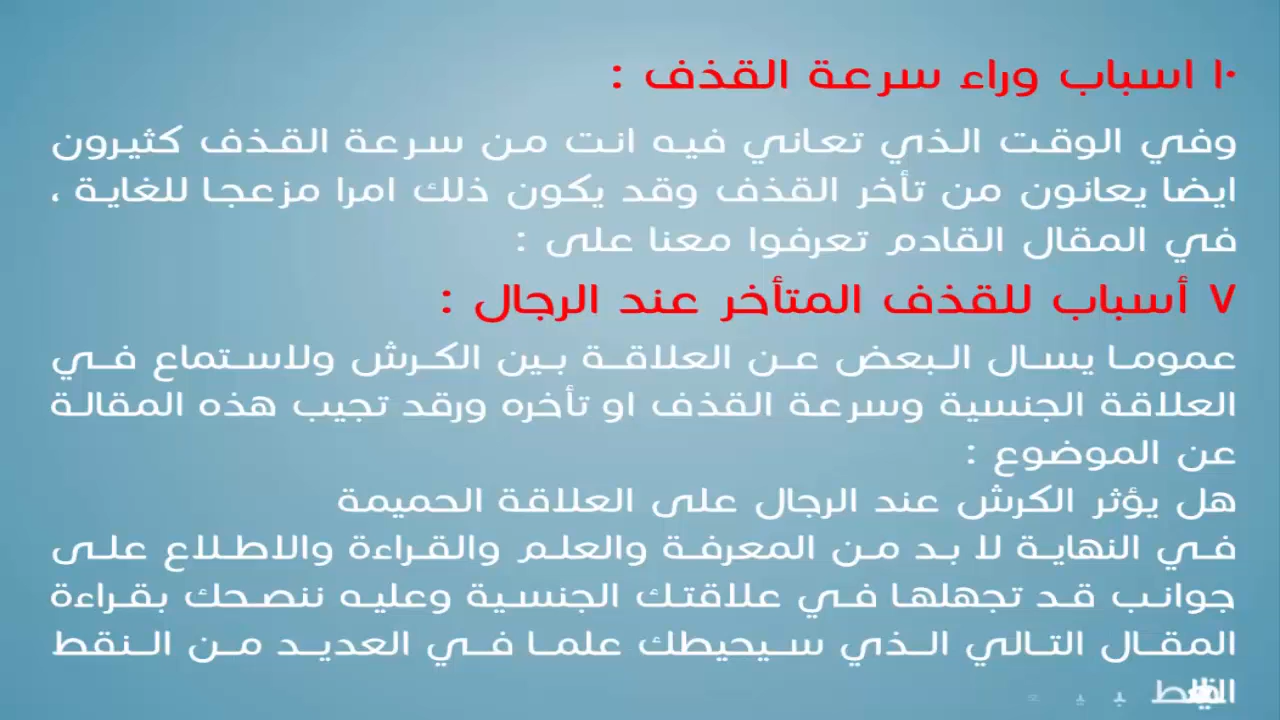 ١٠ اسباب وراء سرعة القذف :
وفي الوقت الذي تعاني فيه انت من سرعة القذف كثيرون
ايضا يعانون من تأخر القذف وقد يكون ذلك امرا مزعجا للغاية ،
في المقال القادم تعرفوا معنا على :
٧ أسباب للقذف المتأخر عند الرجال :
عموما يسال البعض عن العلاقة بين الكرش ولاستماع في
العلاقة الجنسية وسرعة القذف او تأخره ورقد تجيب هذه المقالة
عن الموضوع :
هل يؤثر الكرش عند الرجال على العلاقة الحميمة
في النهاية لا بد من المعرفة والعلم والقراءة والاطلاع على
جوانب قد تجهلها في علاقتك الجنسية وعليه ننصحك بقراءة
المقال التالي الذي سيحيطك علما في العديد من النقط